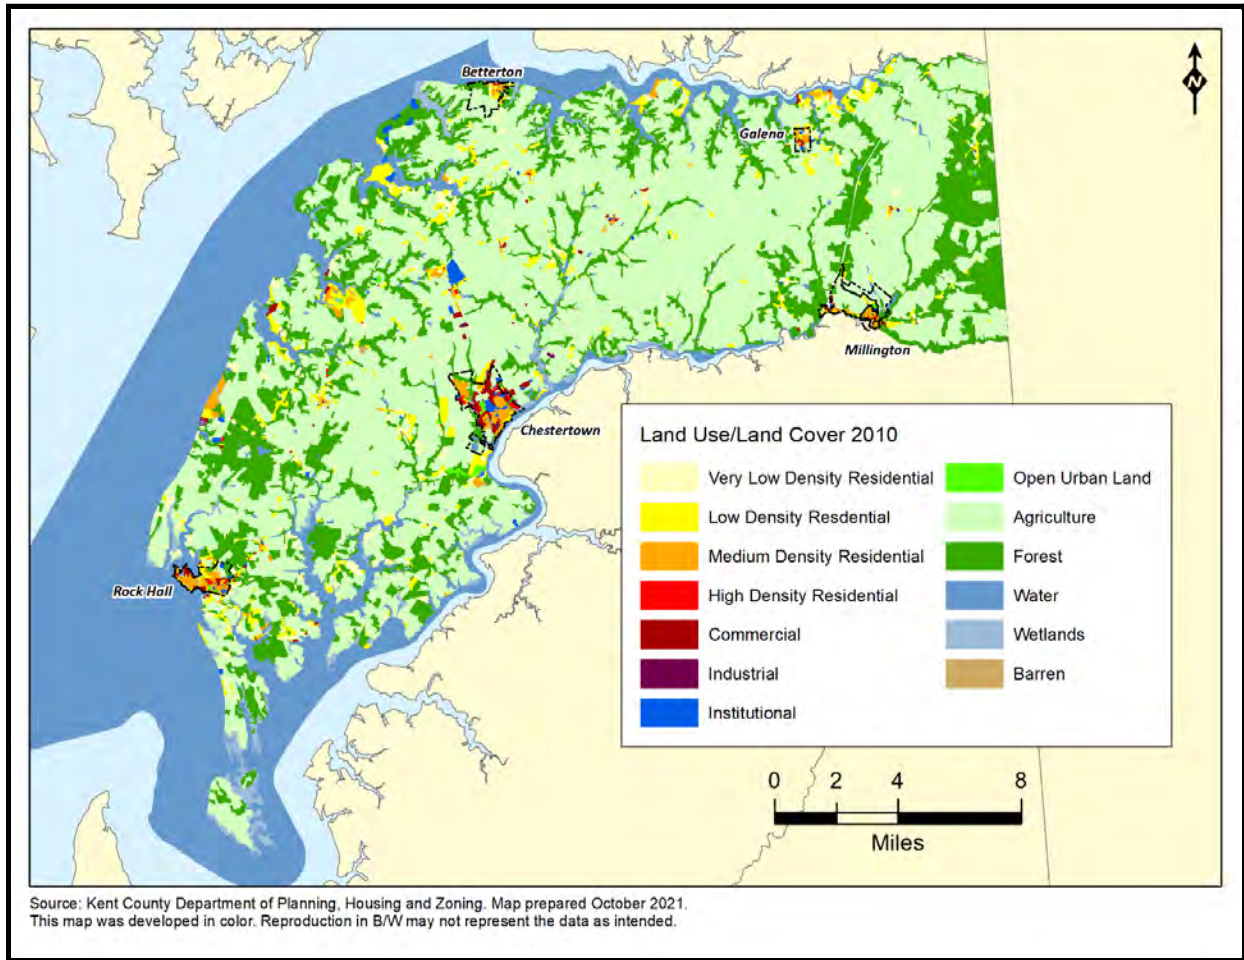 N
Betterton
Galena
Millington
Chestertown
Rock Hall
Land Use/Land Cover 2010
Very Low Density Residential
Low Density Resdential
Medium Density Residential
High Density Residential
Commercial
Industrial
Institutional
Open Urban Land
Agriculture
Forest
Water
Wetlands
Barren
0 2 4 8
Miles
Source: Kent County Department of Planning, Housing and Zoning. Map prepared October 2021.
This map was developed in color. Reproduction in B/W may not represent the data as intended.